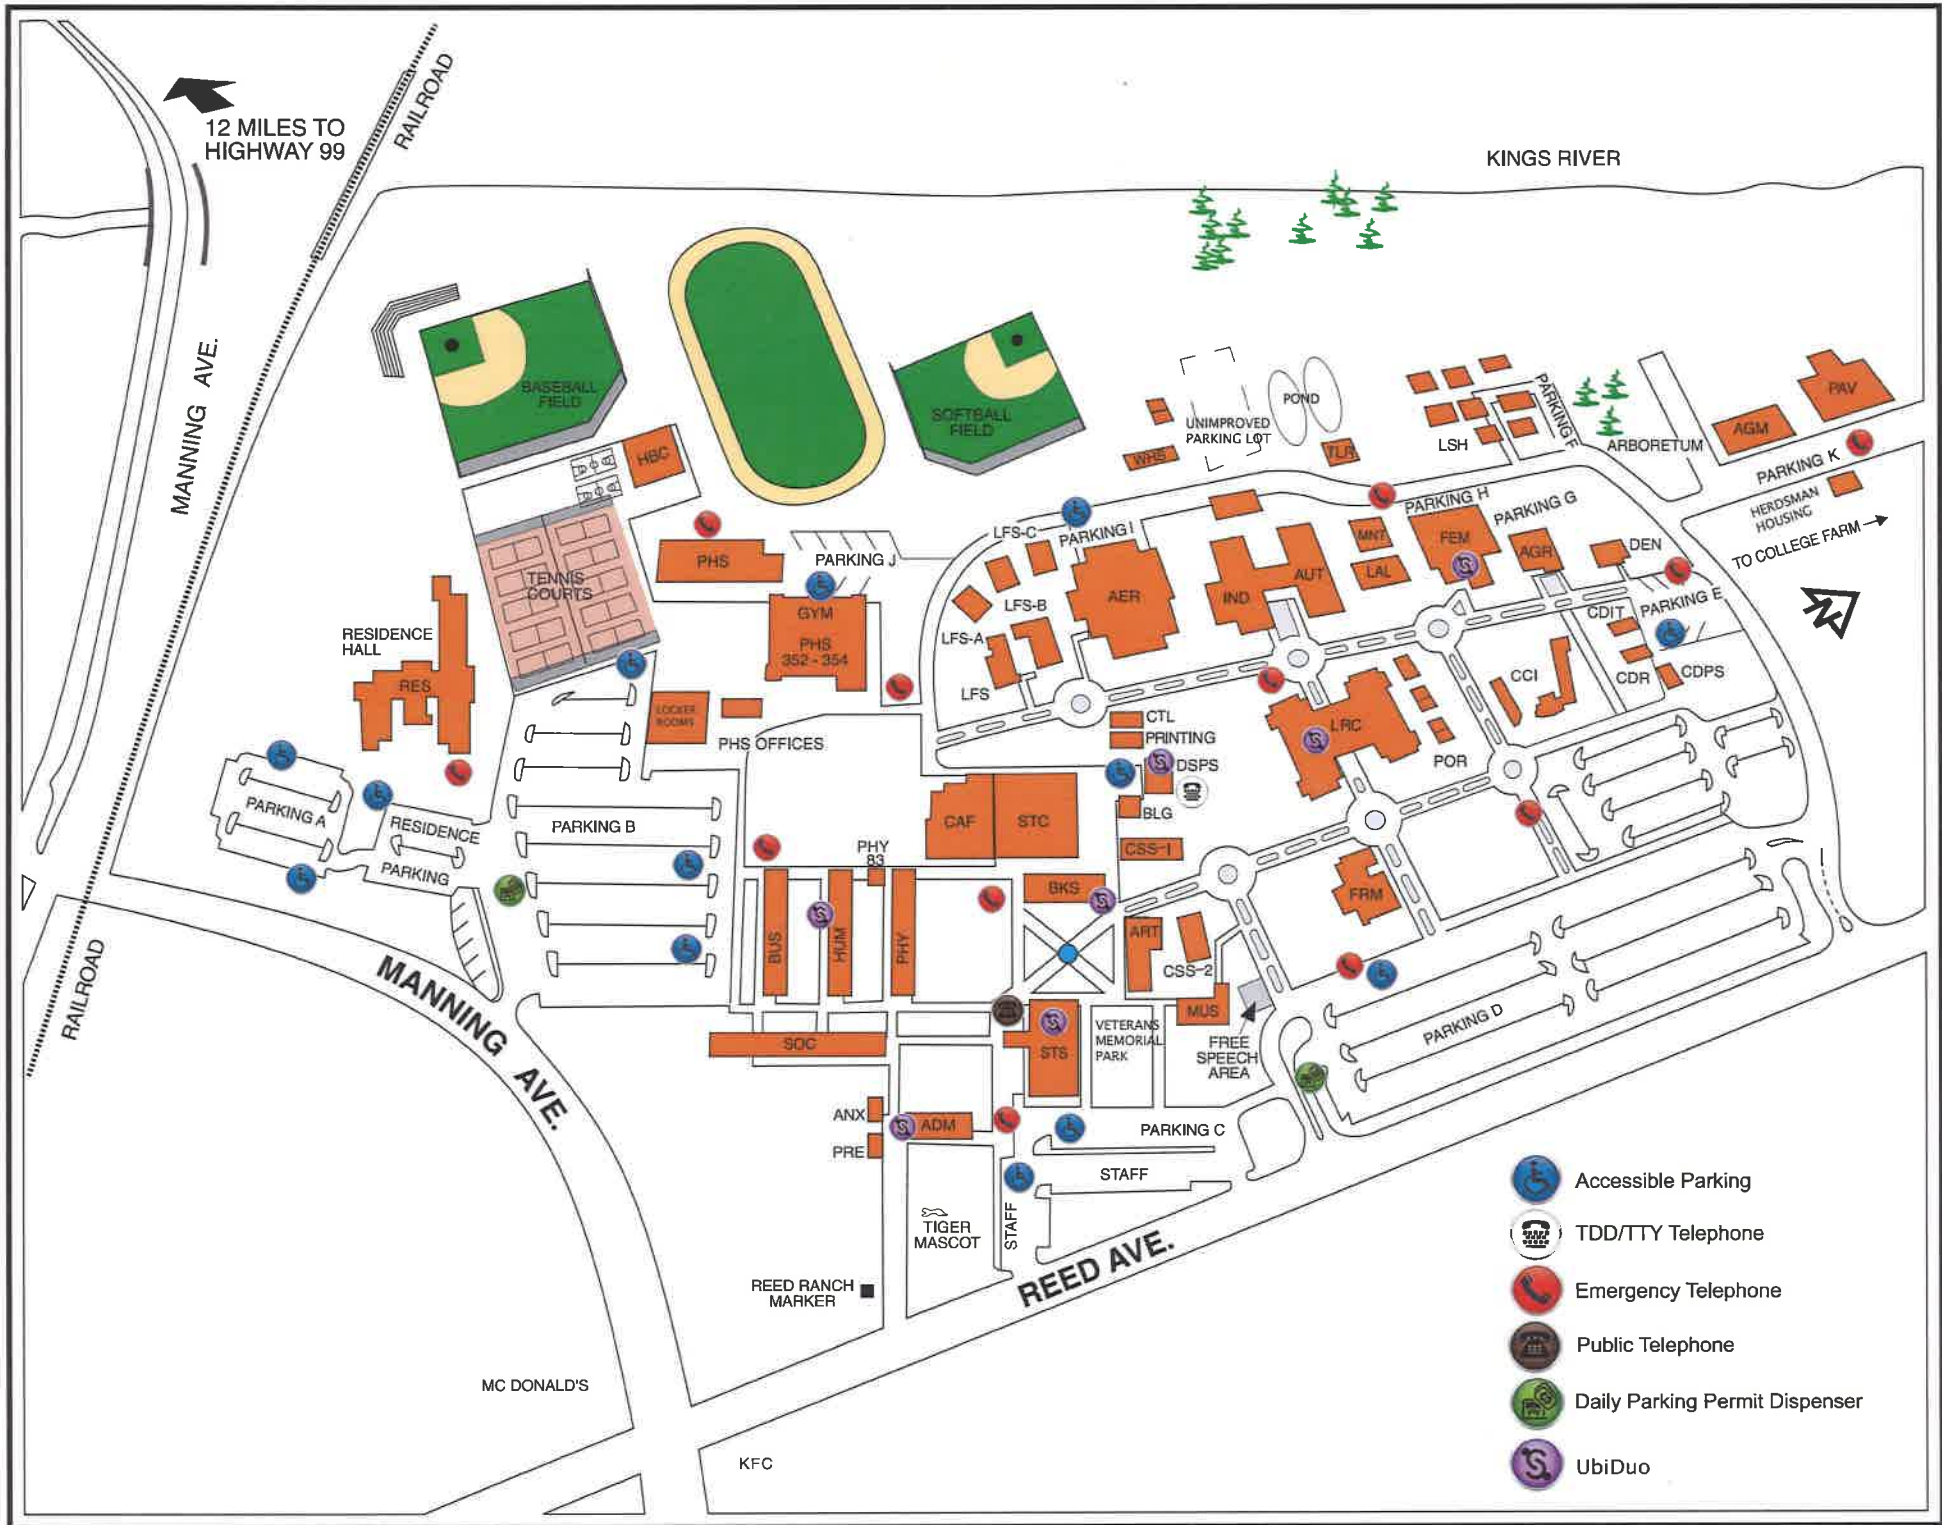 12 MILES TO
HIGHWAY 99
RAILROAD
MANNING AVE.
KINGS RIVER
BASEBALL
FIELD
SOFTBALL
FIELD
HBC
TENNIS
COURTS
PHS
PARKING J
GYM
PHS
352 - 354
LOCKER
ROOMS
PHS OFFICES
RESIDENCE
HALL
RES
PARKING A
RESIDENCE
PARKING
PARKING B
RAILROAD
MANNING AVE.
UNIMPROVED
PARKING LOT
POND
WHS
TLR
LSH
PARKING F
ARBORETUM
AGM
PAV
PARKING K
HERDSMAN
HOUSING
TO COLLEGE FARM
N
LFS-C
PARKING I
LFS-B
LFS-A
LFS
AER
IND
AUT
MNT
LAL
PARKING H
FEM
PARKING G
AGR
DEN
CDIT
PARKING E
CDR
CDPS
CCI
CTL
PRINTING
DSPS
BLG
LRC
POR
CAF
STC
CSS-1
PHY
83
BKS
BUS
HUM
PHY
ART
CSS-2
MUS
FRM
SOC
STS
VETERANS
MEMORIAL
PARK
FREE
SPEECH
AREA
PARKING D
ANX
ADM
PRE
PARKING C
STAFF
STAFF
TIGER
MASCOT
REED RANCH
MARKER
REED AVE.
MC DONALD'S
KFC
Accessible Parking
TDD/TTY Telephone
Emergency Telephone
Public Telephone
Daily Parking Permit Dispenser
UbiDuo